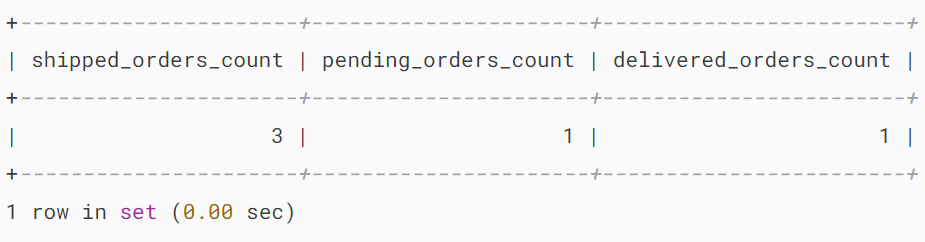 +----------------------+----------------------+------------------------+
| shipped_orders_count | pending_orders_count | delivered_orders_count |
+----------------------+----------------------+------------------------+
|                    3 |                    1 |                      1 |
+----------------------+----------------------+------------------------+
1 row in set (0.00 sec)